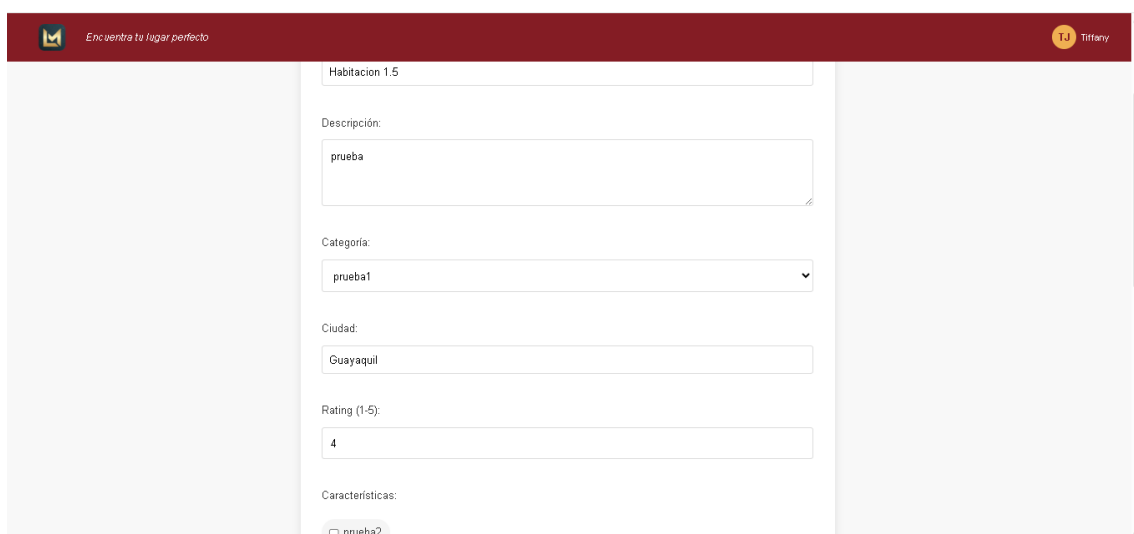 Encuentra tu lugar perfecto
TJ Tiffany
Habitacion 1.5
Descripción:
prueba
Categoría:
prueba1
Ciudad:
Guayaquil
Rating (1-5):
4
Características:
prueba2